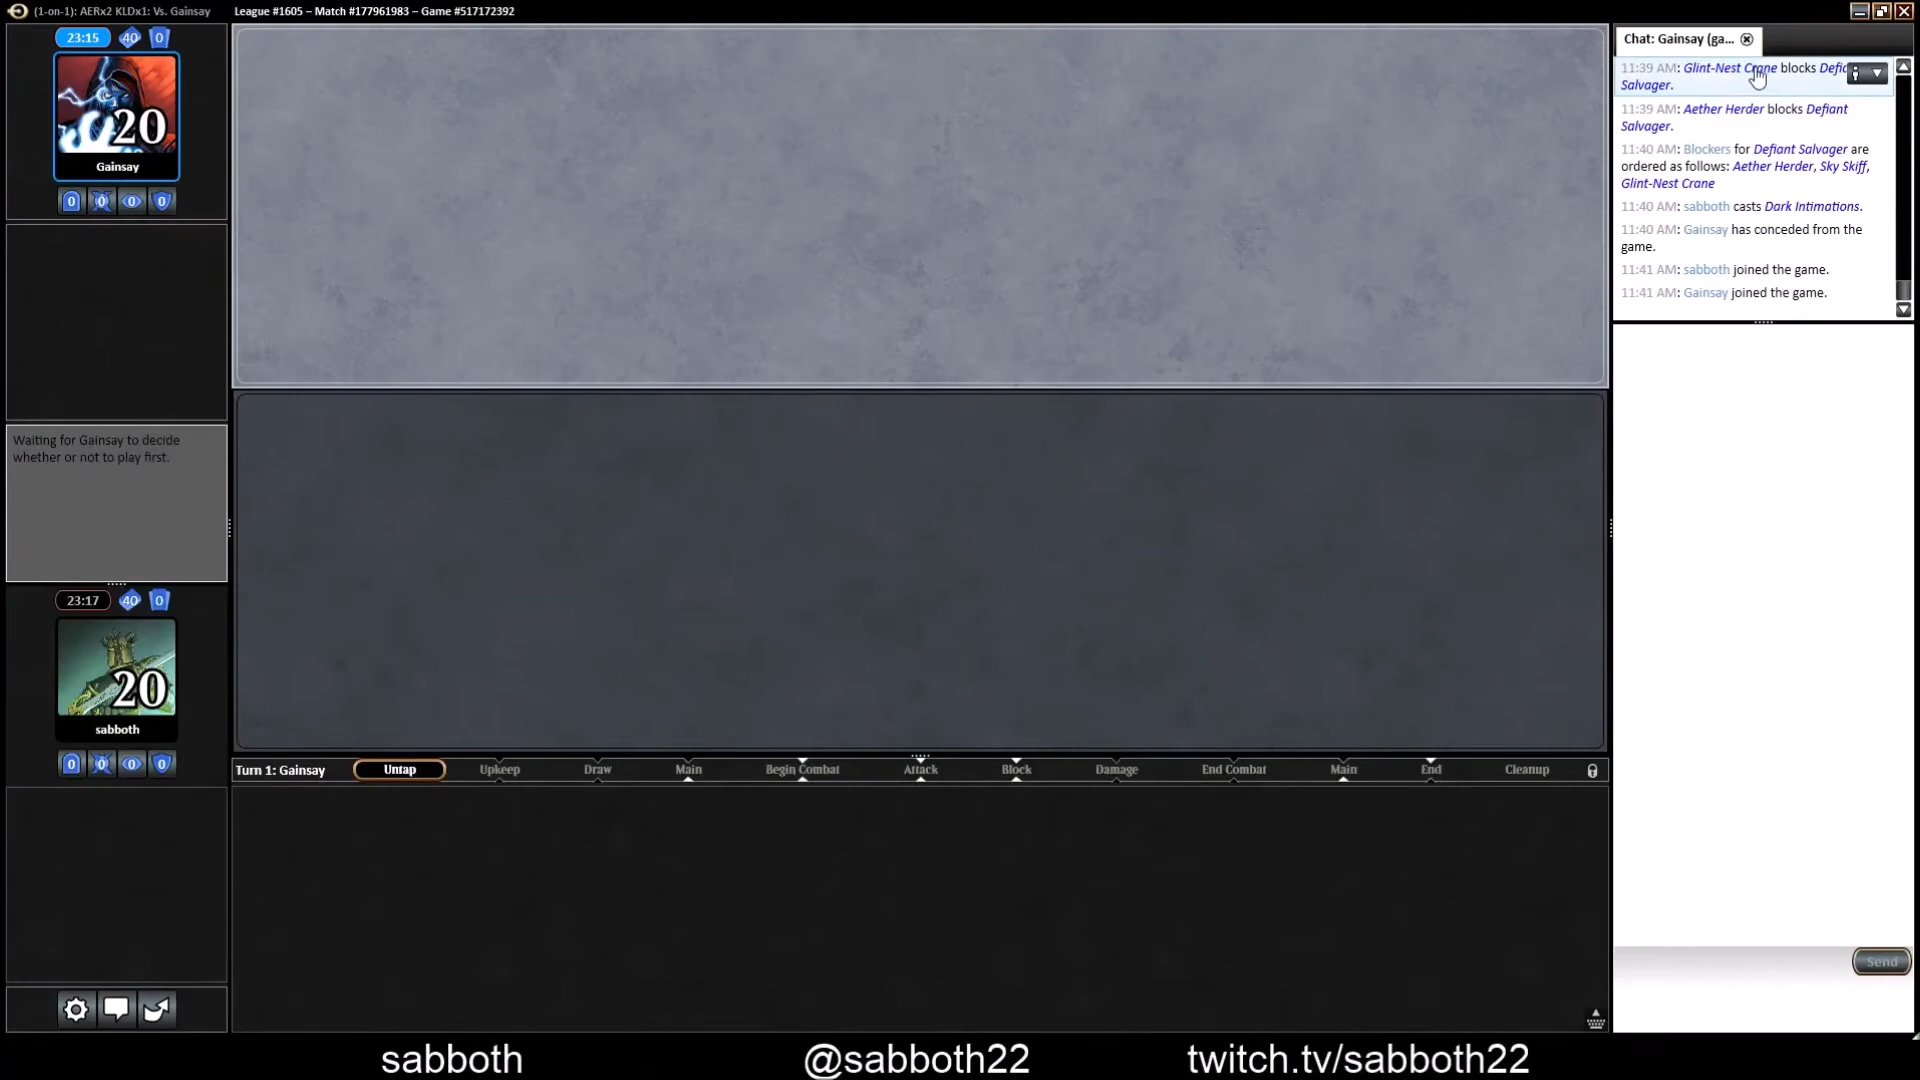 (1-on-1): AERx2 KLDx1: Vs. Gainsay
League #1605 – Match #177961983 – Game #517172392
23:15
40
0
20
Gainsay
0
0
0
0
Waiting for Gainsay to decide
whether or not to play first.
23:17
40
0
20
sabboth
0
0
0
0
Turn 1: Gainsay
Untap
Upkeep
Draw
Main
Begin Combat
Attack
Block
Damage
End Combat
Main
End
Cleanup
Chat: Gainsay (ga...
11:39 AM: Glint-Nest Crane blocks
Salvager.
11:39 AM: Aether Herder blocks Defiant
Salvager.
11:40 AM: Blockers for Defiant Salvager are
ordered as follows: Aether Herder, Sky Skiff,
Glint-Nest Crane
11:40 AM: sabboth casts Dark Intimations.
11:40 AM: Gainsay has conceded from the
game.
11:41 AM: sabboth joined the game.
11:41 AM: Gainsay joined the game.
Send
sabboth
@sabboth22
twitch.tv/sabboth22